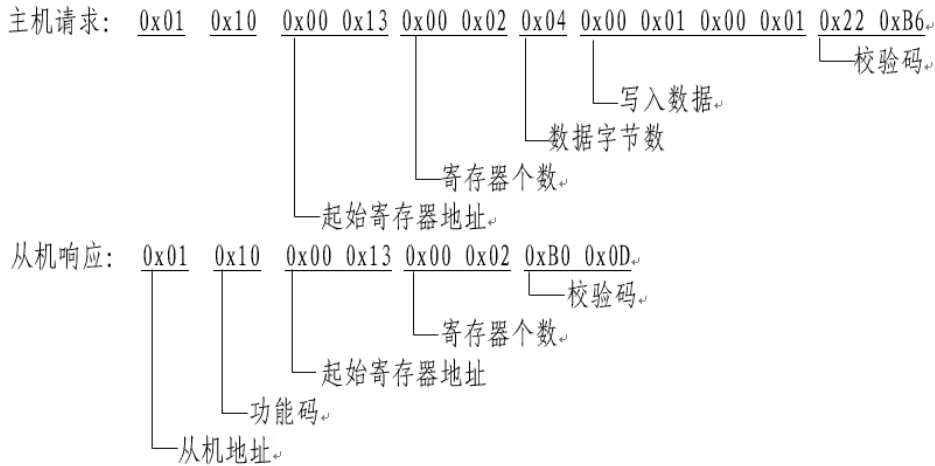 主机请求: 0x01 0x10 0x00 0x13 0x00 0x02 0x04 0x00 0x01 0x00 0x01 0x22 0xB6
校验码
写入数据
数据字节数
寄存器个数
起始寄存器地址
从机响应: 0x01 0x10 0x00 0x13 0x00 0x02 0xB0 0x0D
校验码
寄存器个数
起始寄存器地址
功能码
从机地址